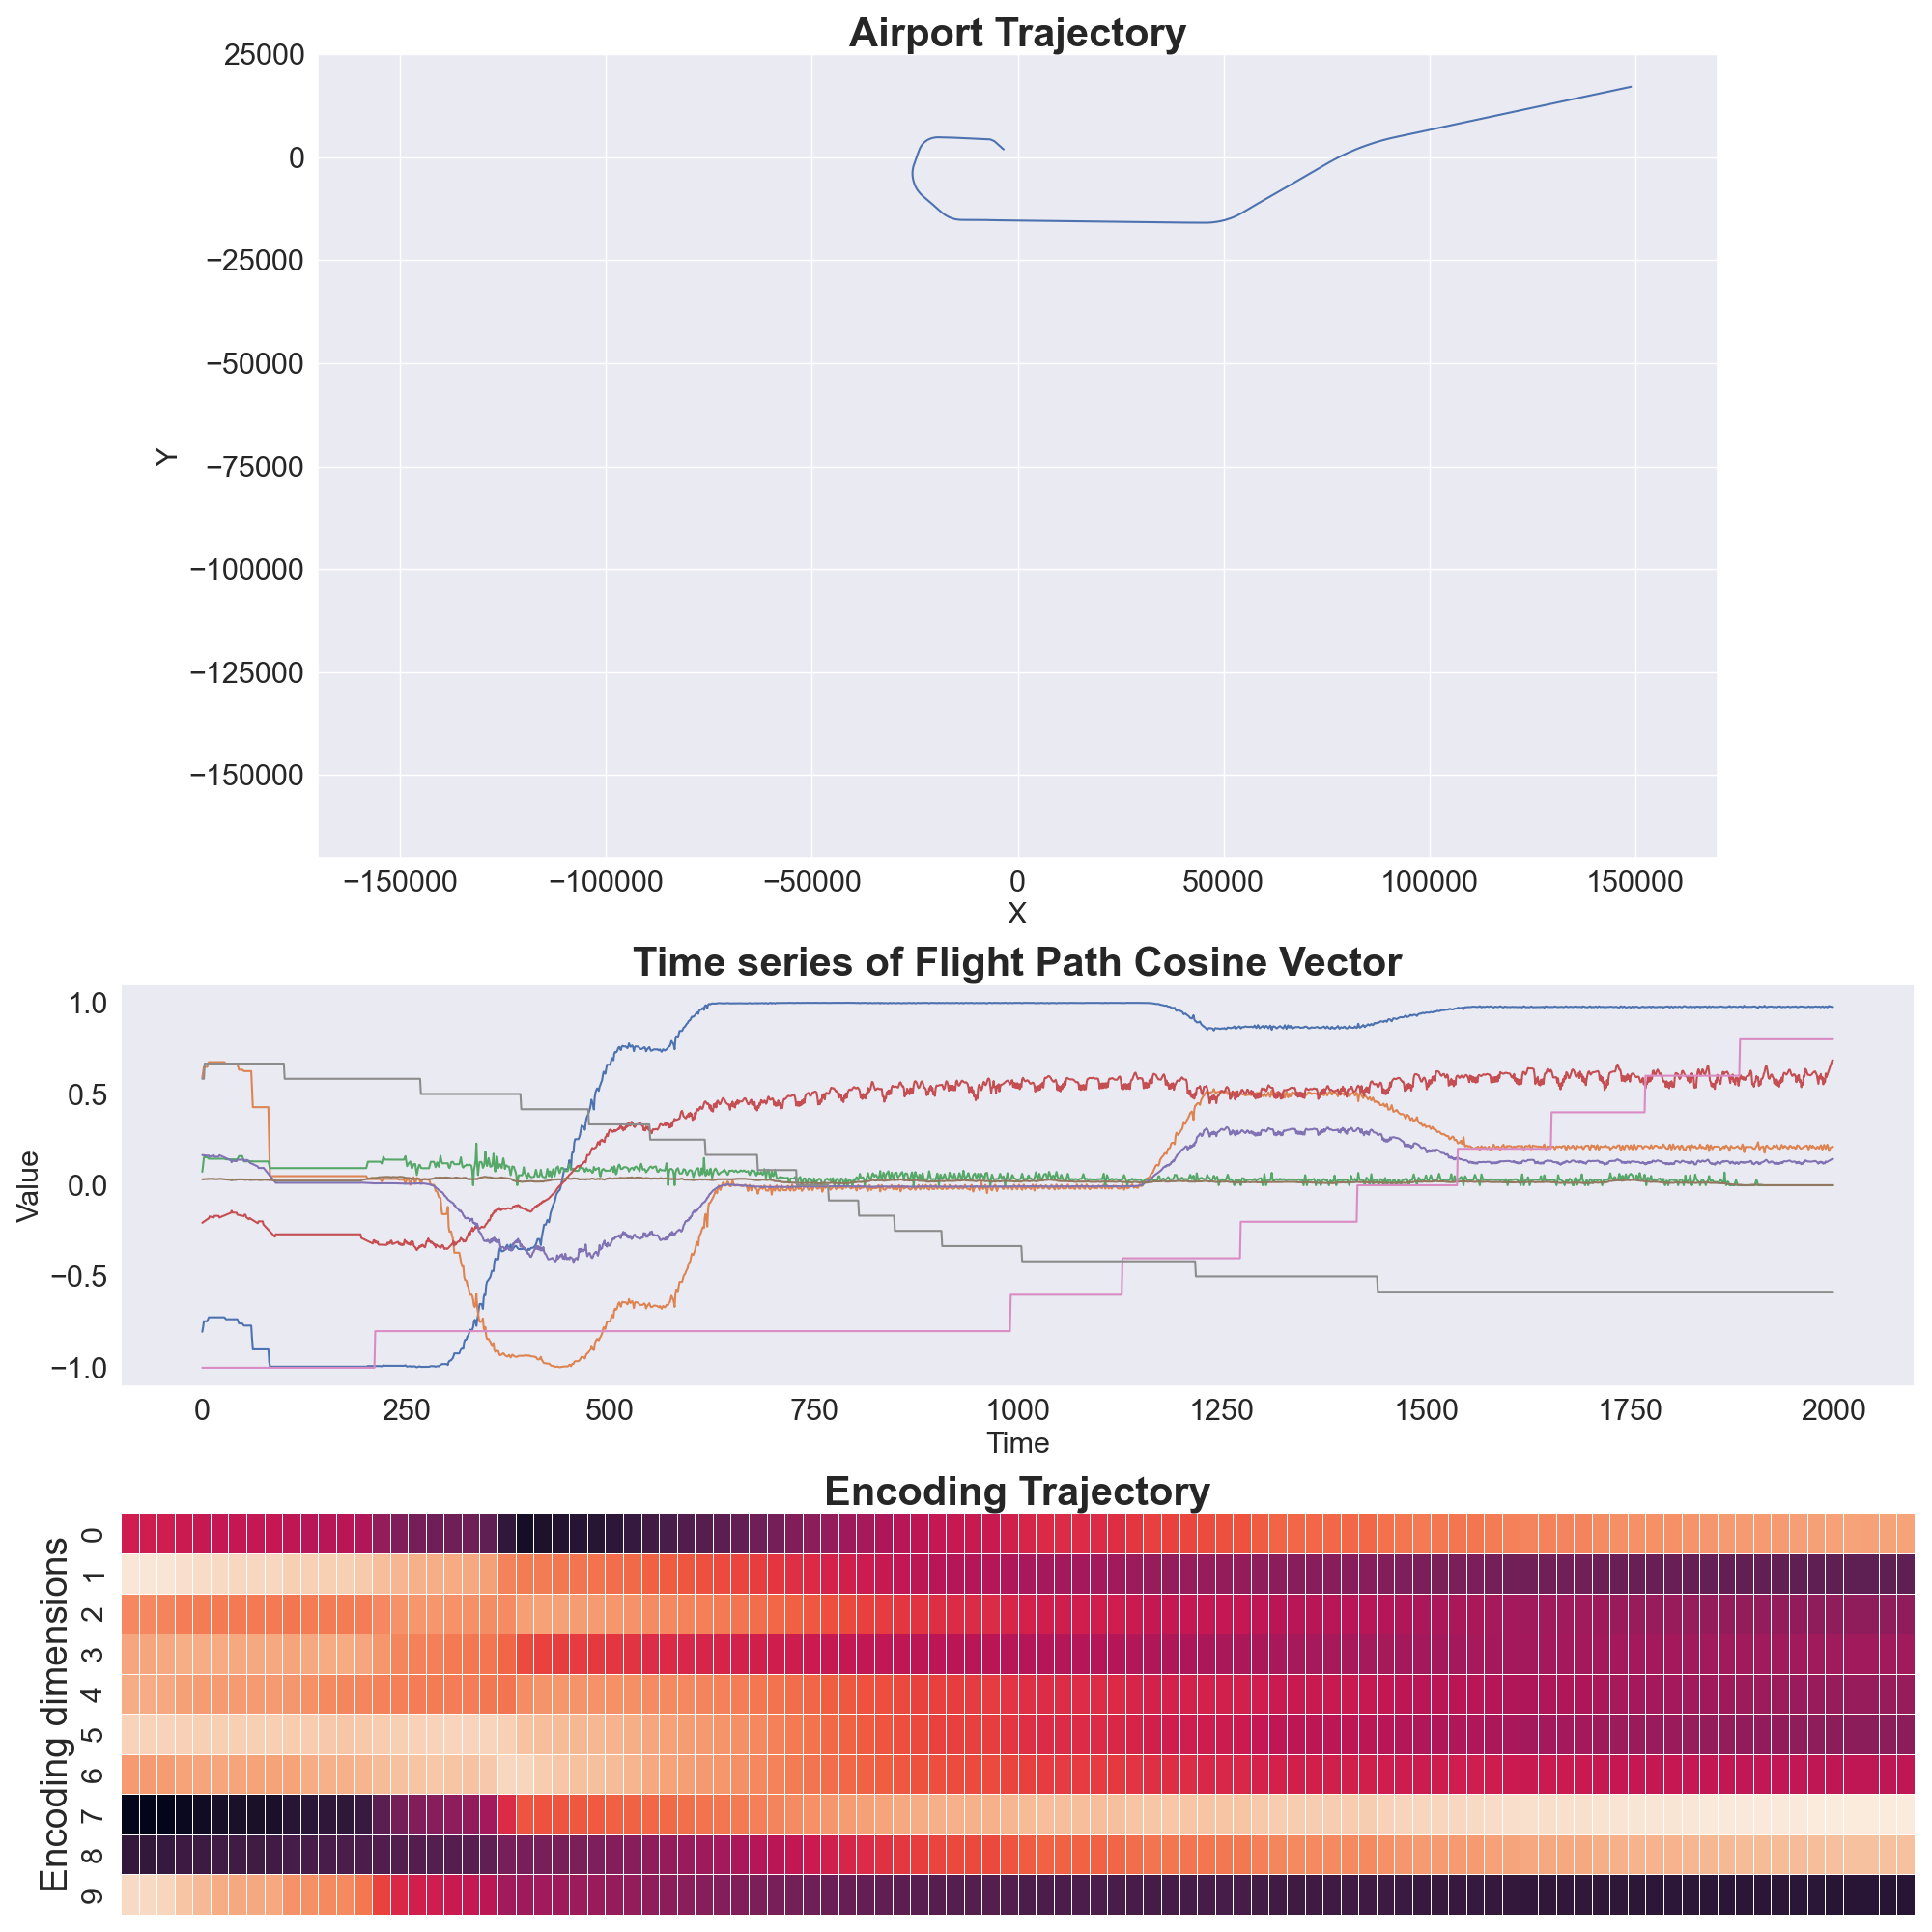 Airport Trajectory
25000
0
−25000
−50000
−75000
−100000
−125000
−150000
Y
−150000 −100000 −50000 0 50000 100000 150000
X
Time series of Flight Path Cosine Vector
1.0
0.5
0.0
−0.5
−1.0
Value
0 250 500 750 1000 1250 1500 1750 2000
Time
Encoding Trajectory
Encoding dimensions
0
1
2
3
4
5
6
7
8
9